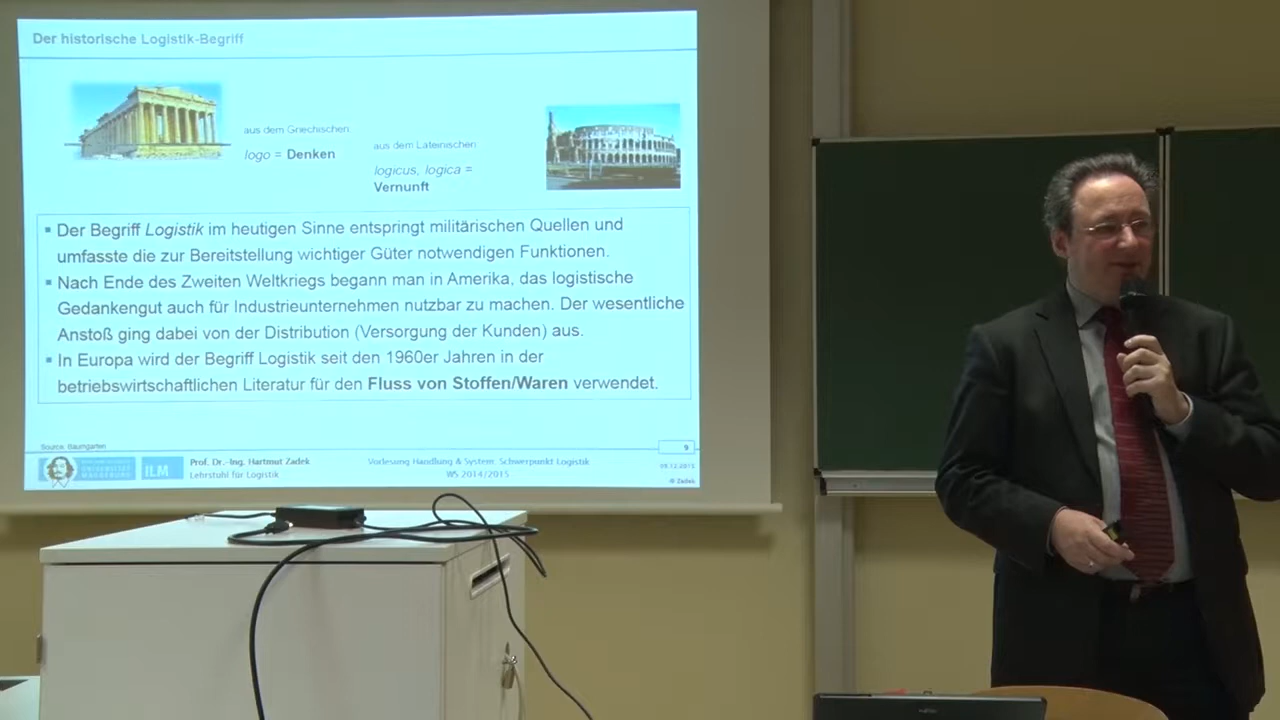 Der historische Logistik-Begriff
aus dem Griechischen
logo = Denken
aus dem Lateinischen
logicus, logica =
Vernunft
▪ Der Begriff Logistik im heutigen Sinne entspringt militärischen Quellen und
umfasste die zur Bereitstellung wichtiger Güter notwendigen Funktionen.
▪ Nach Ende des Zweiten Weltkriegs begann man in Amerika, das logistische
Gedankengut auch für Industrieunternehmen nutzbar zu machen. Der wesentliche
Anstoß ging dabei von der Distribution (Versorgung der Kunden) aus.
▪ In Europa wird der Begriff Logistik seit den 1960er Jahren in der
betriebswirtschaftlichen Literatur für den Fluss von Stoffen/Waren verwendet.
Source: Baumgarten
9
UNIVERSITÄT
MAGDEBURG
ILM
Prof. Dr.-Ing. Hartmut Zadek
Lehrstuhl für Logistik
Vorlesung Handlung & System, Schwerpunkt Logistik
WS 2014/2015
09.12.2015
© Zadek